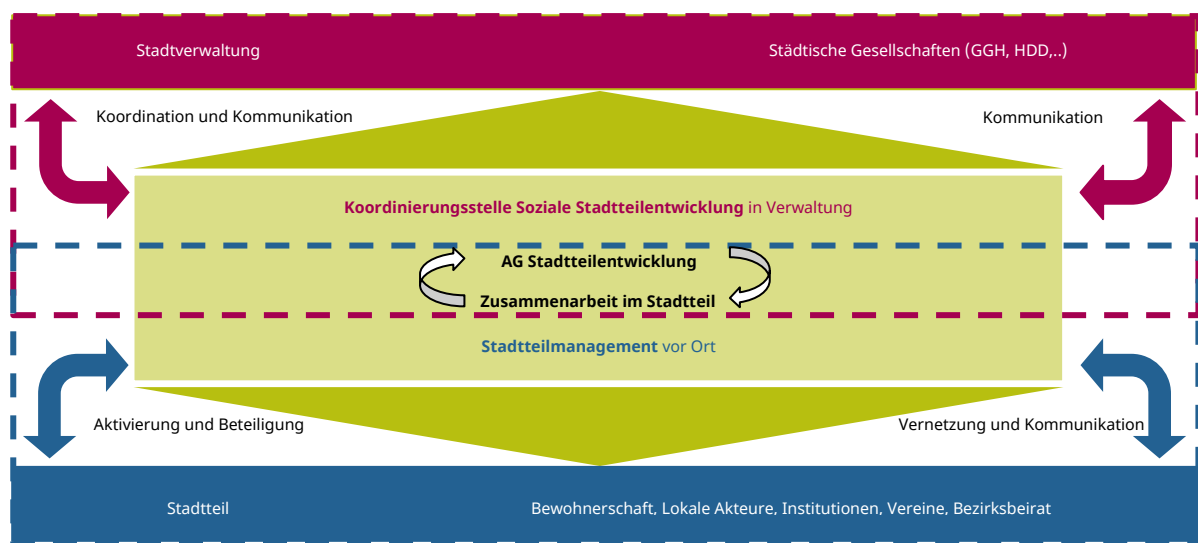 Stadtverwaltung
Städtische Gesellschaften (GGH, HDD,..)
Koordination und Kommunikation
Kommunikation
Koordinierungsstelle Soziale Stadtteilentwicklung in Verwaltung
AG Stadtteilentwicklung
Zusammenarbeit im Stadtteil
Stadtteilmanagement vor Ort
Aktivierung und Beteiligung
Vernetzung und Kommunikation
Stadtteil
Bewohnerschaft, Lokale Akteure, Institutionen, Vereine, Bezirksbeirat